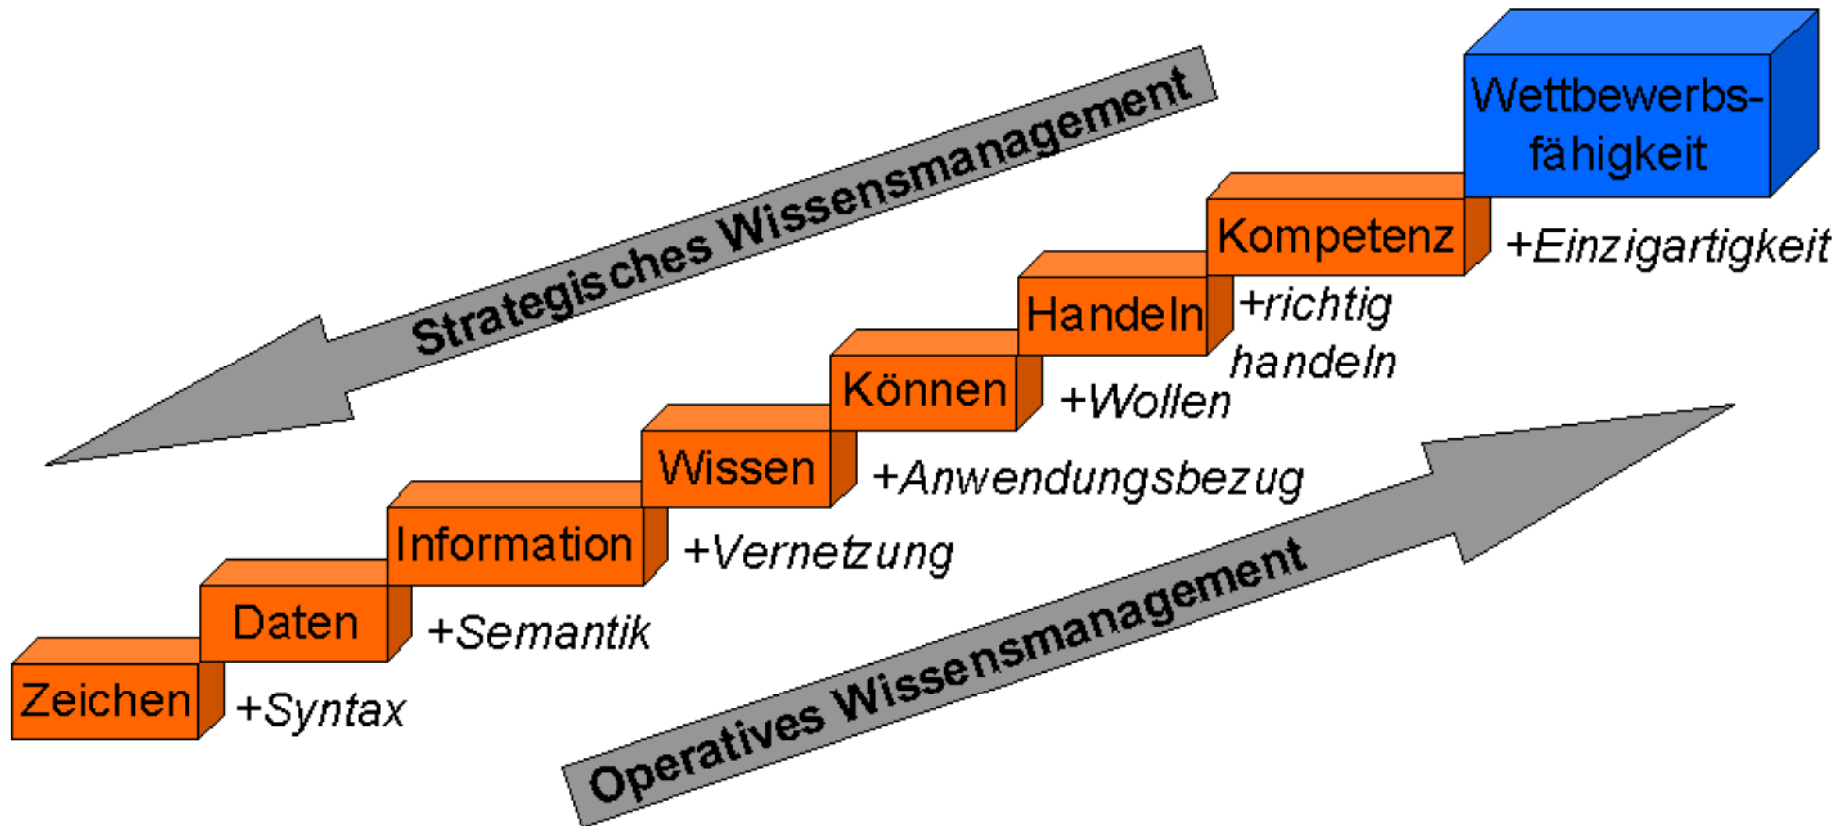 Strategisches Wissensmanagement
Wettbewerbs-
fähigkeit
Kompetenz
+Einzigartigkeit
Handeln
+richtig
handeln
Können
+Wollen
Wissen
+Anwendungsbezug
Information
+Vernetzung
Daten
+Semantik
Zeichen
+Syntax
Operatives Wissensmanagement